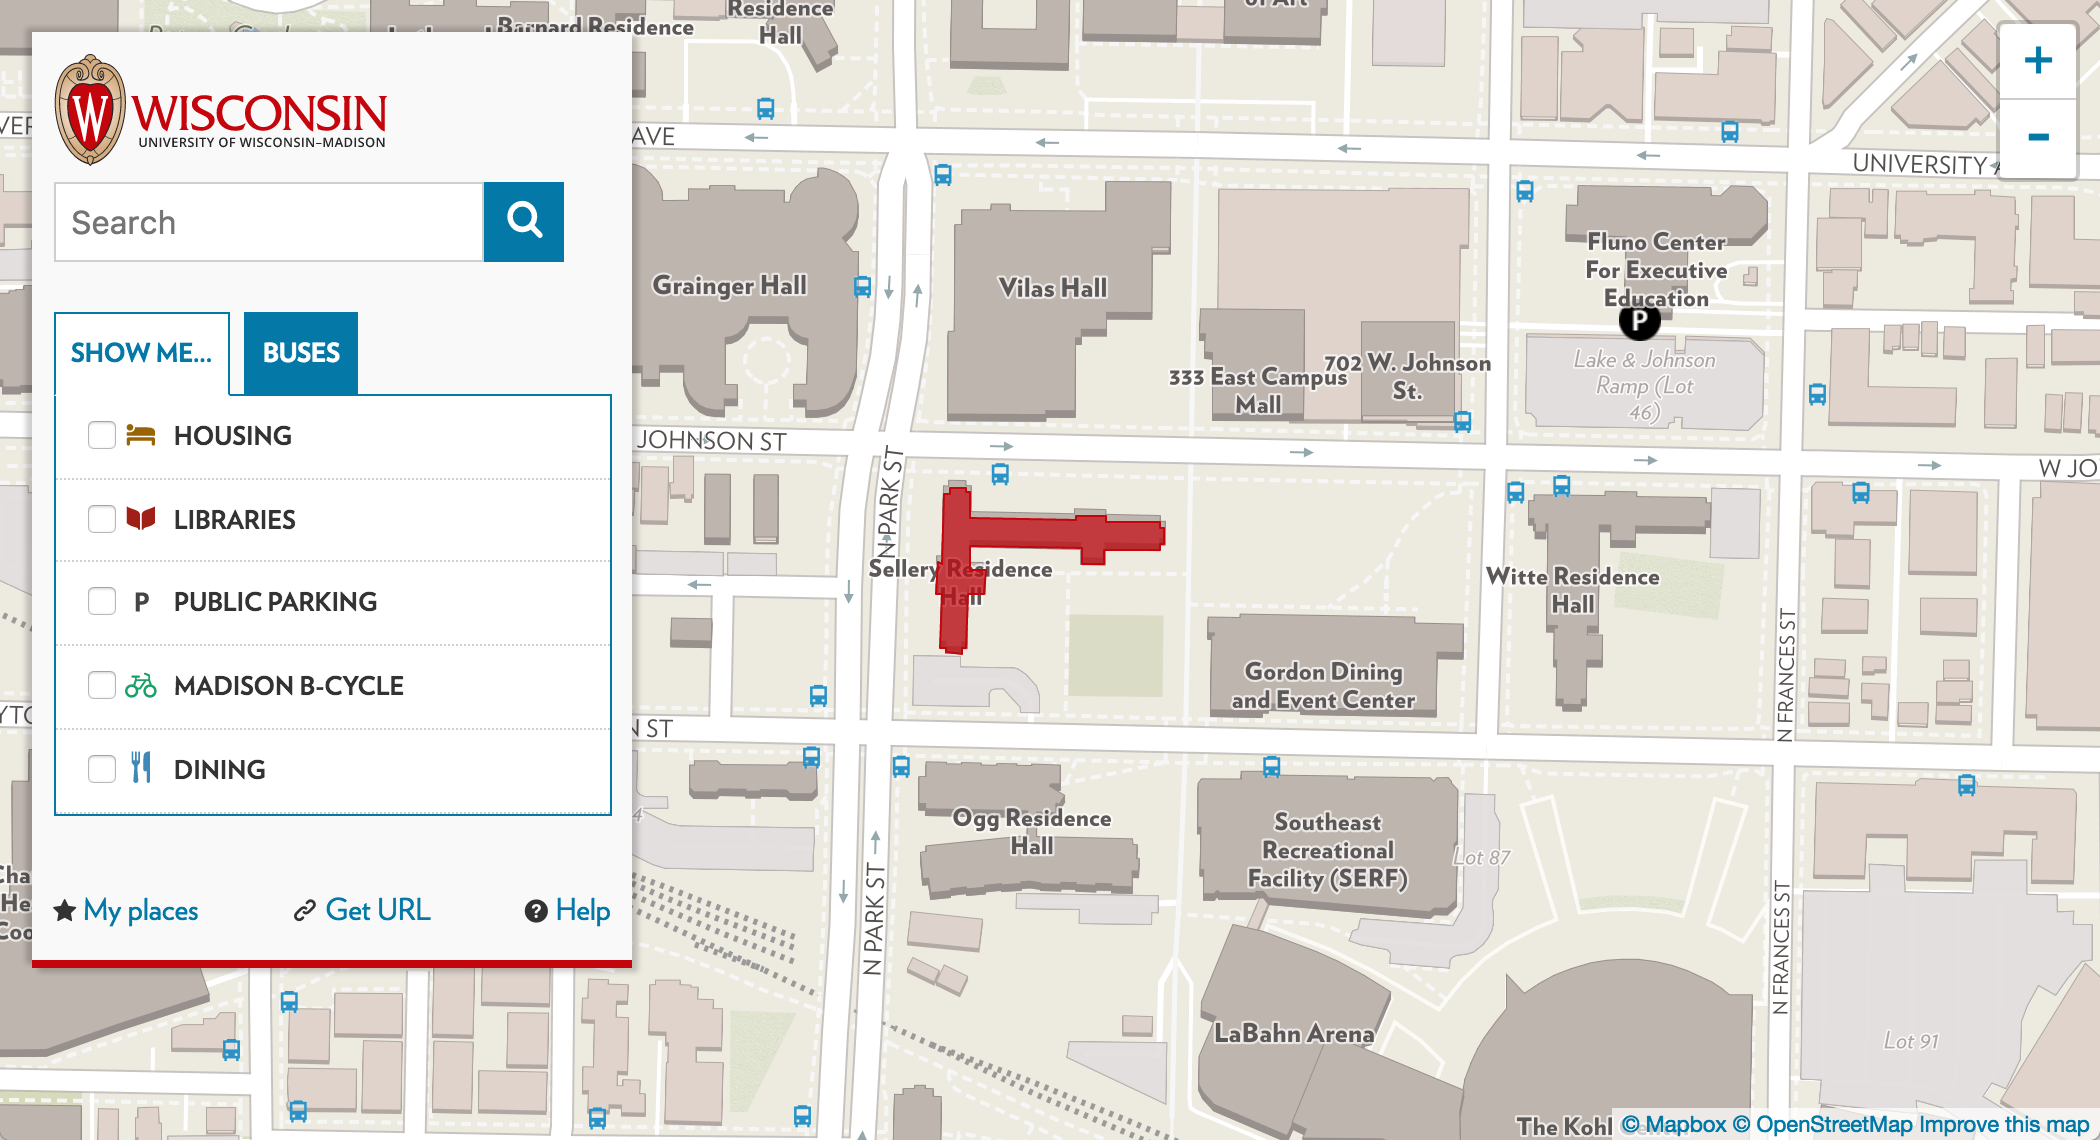 WISCONSIN
UNIVERSITY OF WISCONSIN–MADISON
Search
SHOW ME...
BUSES
HOUSING
LIBRARIES
P PUBLIC PARKING
MADISON B-CYCLE
DINING
My places
Get URL
? Help
Barnard Residence
Residence
Hall
of Art
AVE
UNIVERSITY
+
-
Grainger Hall
Vilas Hall
Fluno Center
For Executive
Education
P
Lake & Johnson
Ramp (Lot
46)
333 East Campus
Mall
702 W. Johnson
St.
JOHNSON ST
W JO
N PARK ST
Sellery Residence
Hall
Witte Residence
Hall
Gordon Dining
and Event Center
N FRANCES ST
N ST
Ogg Residence
Hall
Southeast
Recreational
Facility (SERF)
Lot 87
N PARK ST
N FRANCES ST
LaBahn Arena
Lot 91
The Kohl
© Mapbox © OpenStreetMap Improve this map